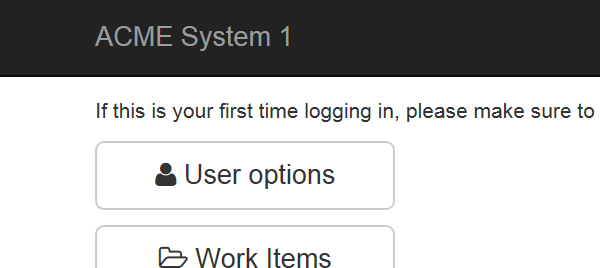 ACME System 1
If this is your first time logging in, please make sure to
User options
Work Items